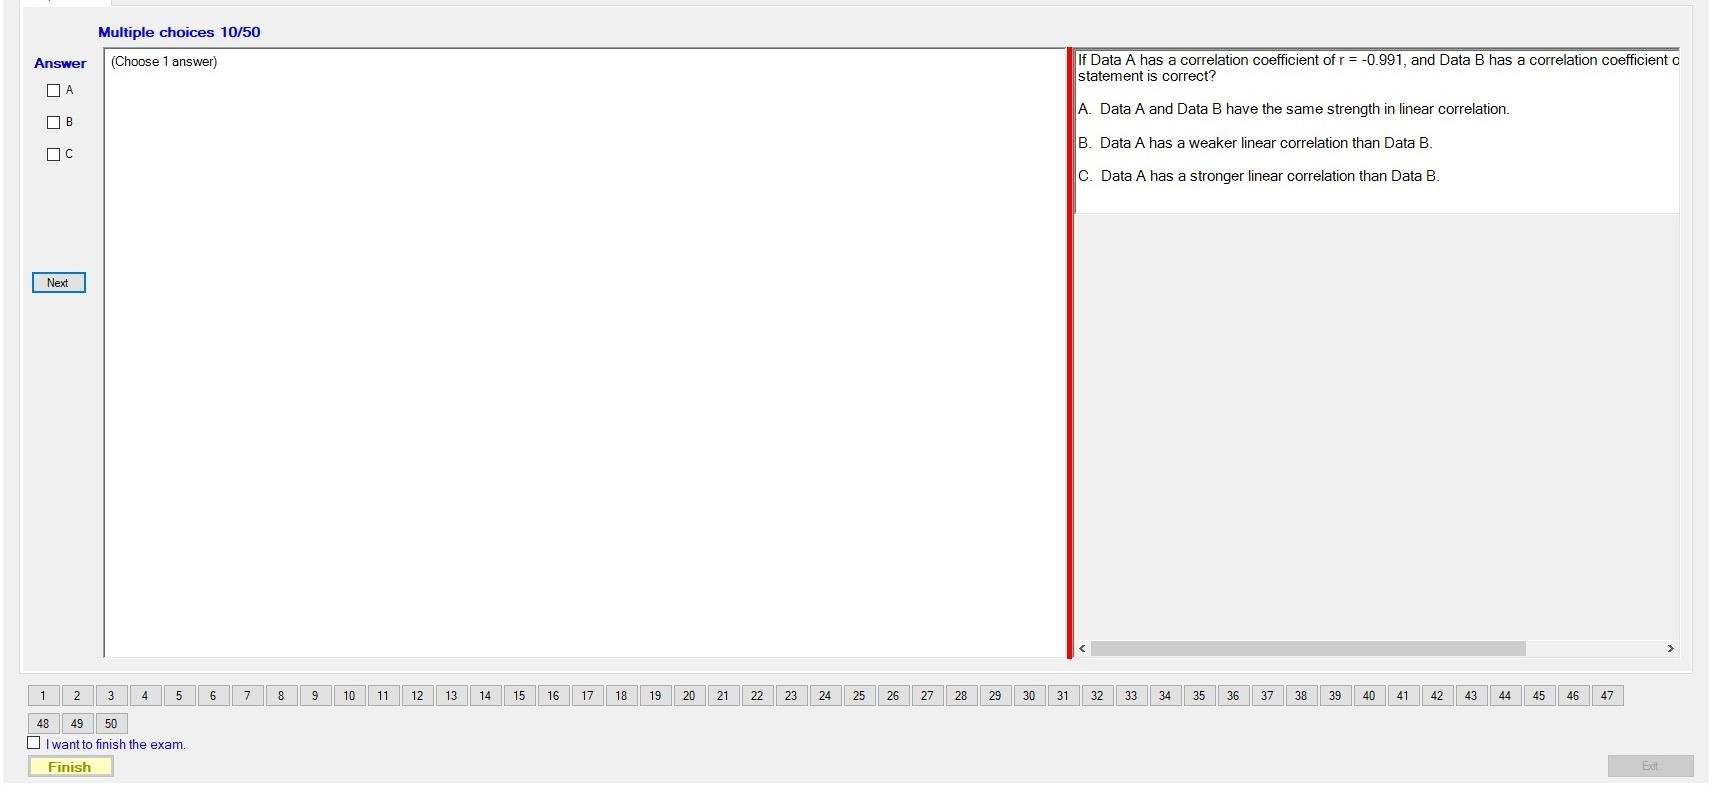 Multiple choices 10/50
Answer
(Choose 1 answer)
A
B
C
Next
If Data A has a correlation coefficient of r = -0.991, and Data B has a correlation coefficient
statement is correct?
A. Data A and Data B have the same strength in linear correlation.
B. Data A has a weaker linear correlation than Data B.
C. Data A has a stronger linear correlation than Data B.
1 2 3 4 5 6 7 8 9 10 11 12 13 14 15 16 17 18 19 20 21 22 23 24 25 26 27 28 29 30 31 32 33 34 35 36 37 38 39 40 41 42 43 44 45 46 47
48 49 50
I want to finish the exam.
Finish
Exit